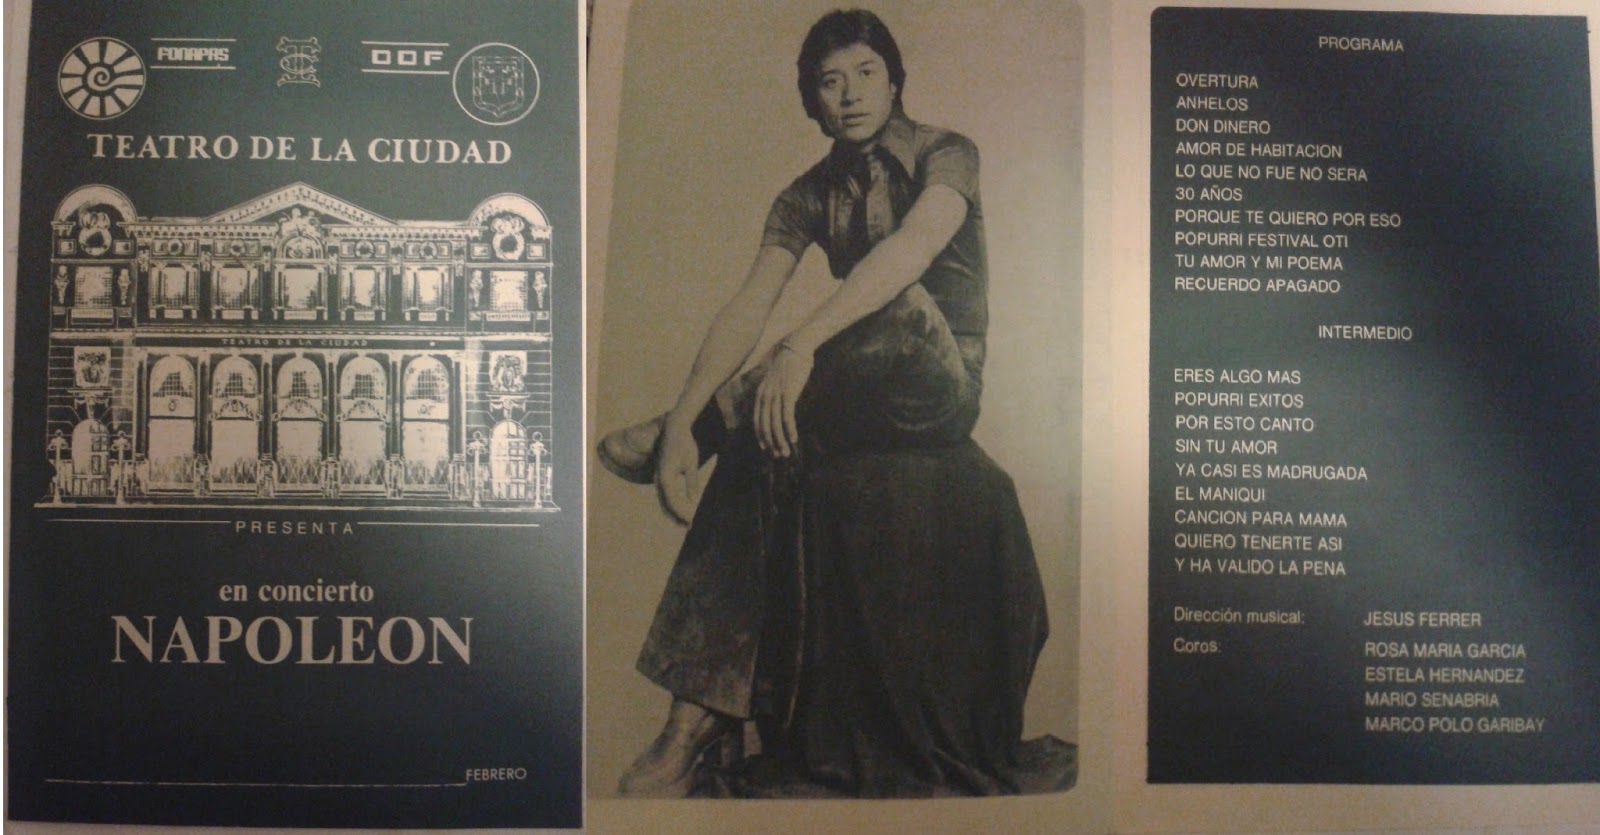 FONAPAS
DDF
TEATRO DE LA CIUDAD
TEATRO DE LA CIUDAD
PRESENTA
en concierto
NAPOLEON
FEBRERO
PROGRAMA
OVERTURA
ANHELOS
DON DINERO
AMOR DE HABITACION
LO QUE NO FUE NO SERA
30 AÑOS
PORQUE TE QUIERO POR ESO
POPURRI FESTIVAL OTI
TU AMOR Y MI POEMA
RECUERDO APAGADO
INTERMEDIO
ERES ALGO MAS
POPURRI EXITOS
POR ESTO CANTO
SIN TU AMOR
YA CASI ES MADRUGADA
EL MANIQUI
CANCION PARA MAMA
QUIERO TENERTE ASI
Y HA VALIDO LA PENA
Dirección musical: JESUS FERRER
Coros: ROSA MARIA GARCIA
ESTELA HERNANDEZ
MARIO SENABRIA
MARCO POLO GARIBAY